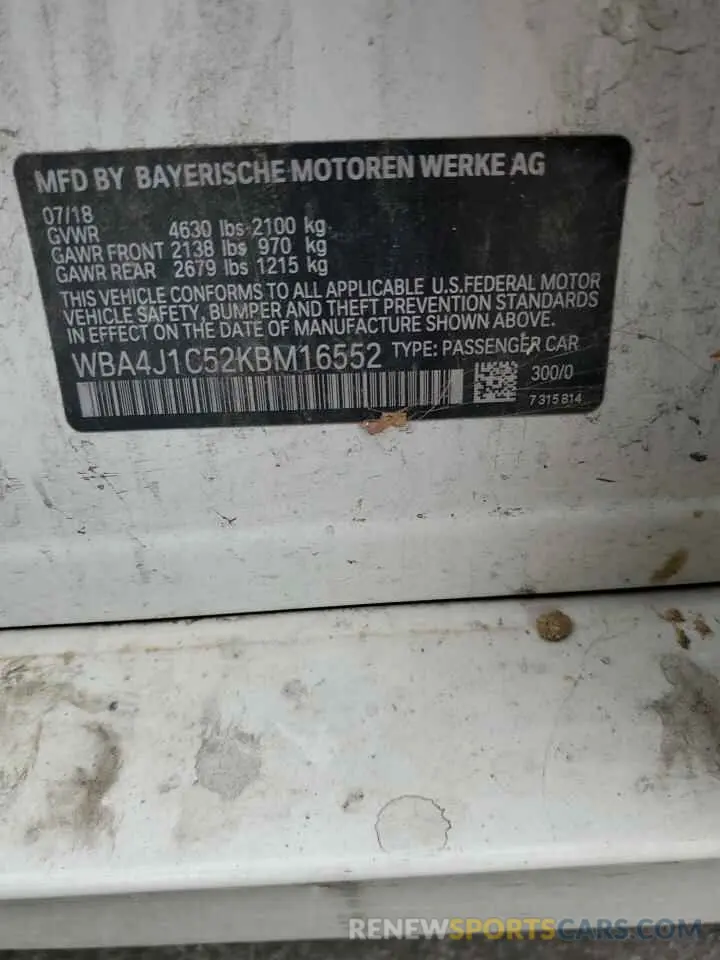 MFD BY BAYERISCHE MOTOREN WERKE AG
07/18
GVWR 4630 lbs 2100 kg
GAWR FRONT 2138 lbs 970 kg
GAWR REAR 2679 lbs 1215 kg
THIS VEHICLE CONFORMS TO ALL APPLICABLE U.S.FEDERAL MOTOR
VEHICLE SAFETY, BUMPER AND THEFT PREVENTION STANDARDS
IN EFFECT ON THE DATE OF MANUFACTURE SHOWN ABOVE.
WBA4J1C52KBM16552 TYPE: PASSENGER CAR
300/0
7 315 814
RENEWSPORTSCARS.COM